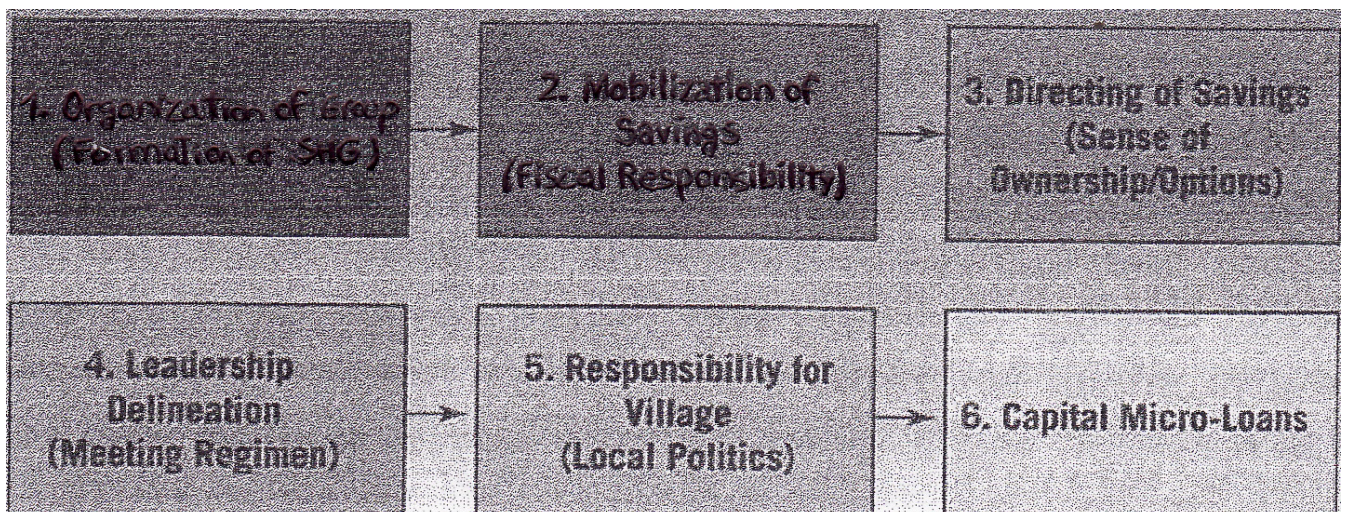 1. Organization of Group
(Formation of SHG)
2. Mobilization of
Savings
(Fiscal Responsibility)
3. Directing of Savings
(Sense of
Ownership/Options)
4. Leadership
Delineation
(Meeting Regimen)
5. Responsibility for
Village
(Local Politics)
6. Capital Micro-Loans